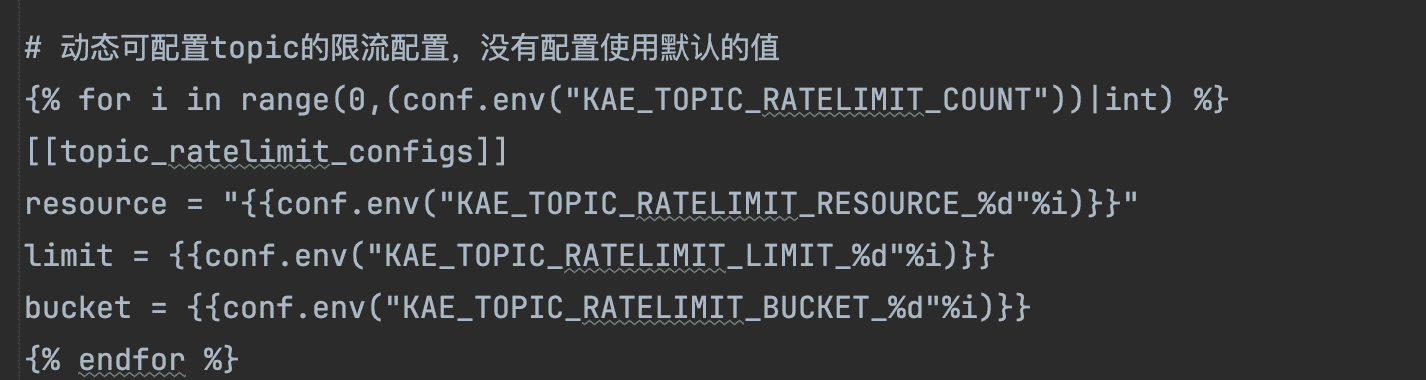 # 动态可配置topic的限流配置，没有配置使用默认的值
{% for i in range(0,(conf.env("KAE_TOPIC_RATELIMIT_COUNT"))|int) %}
[[topic_ratelimit_configs]]
resource = "{{conf.env("KAE_TOPIC_RATELIMIT_RESOURCE_%d"%i)}}"
limit = {{conf.env("KAE_TOPIC_RATELIMIT_LIMIT_%d"%i)}}
bucket = {{conf.env("KAE_TOPIC_RATELIMIT_BUCKET_%d"%i)}}
{% endfor %}